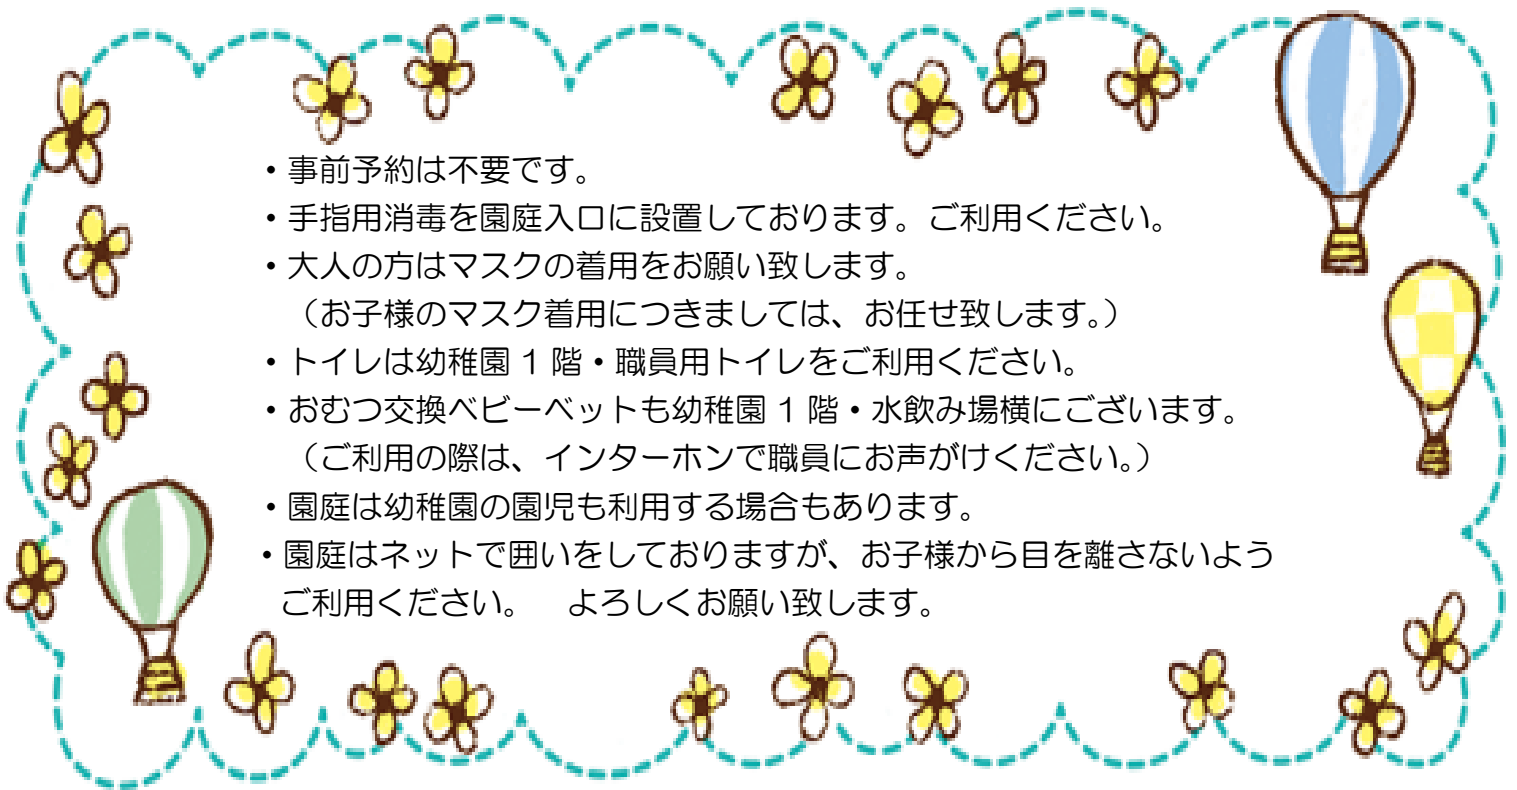 ・事前予約は不要です。
・手指用消毒を園庭入口に設置しております。ご利用ください。
・大人の方はマスクの着用をお願い致します。
（お子様のマスク着用につきましては、お任せ致します。）
・トイレは幼稚園 1 階・職員用トイレをご利用ください。
・おむつ交換ベビーベットも幼稚園 1 階・水飲み場横にございます。
（ご利用の際は、インターホンで職員にお声がけください。）
・園庭は幼稚園の園児も利用する場合もあります。
・園庭はネットで囲いをしておりますが、お子様から目を離さないよう
ご利用ください。　よろしくお願い致します。